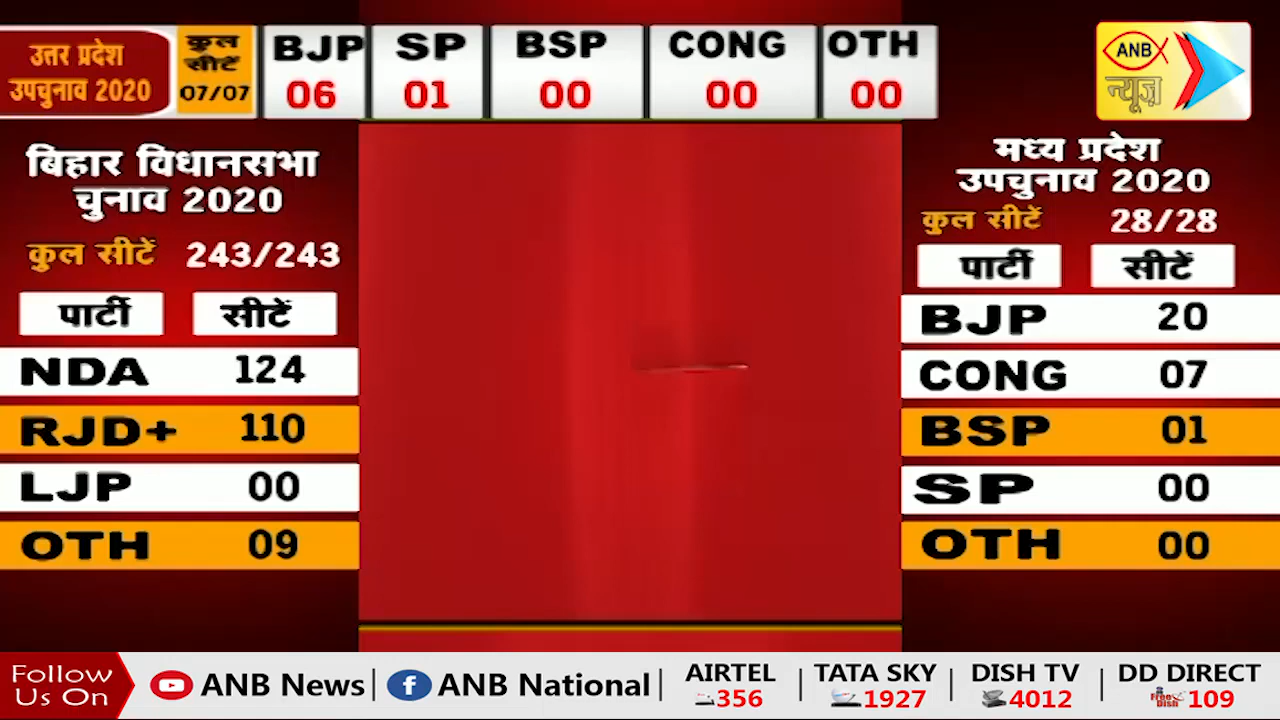 उत्तर प्रदेश
उपचुनाव 2020
कुल
सीटें
07/07
BJP
06
SP
01
BSP
00
CONG
00
OTH
00
ANB
न्यूज़
बिहार विधानसभा
चुनाव 2020
कुल सीटें 243/243
पार्टी सीटें
NDA 124
RJD+ 110
LJP 00
OTH 09
मध्य प्रदेश
उपचुनाव 2020
कुल सीटें 28/28
पार्टी सीटें
BJP 20
CONG 07
BSP 01
SP 00
OTH 00
Follow
Us On
ANB News
ANB National
AIRTEL
356
TATA SKY
1927
DISH TV
4012
DD DIRECT
Free Dish 109